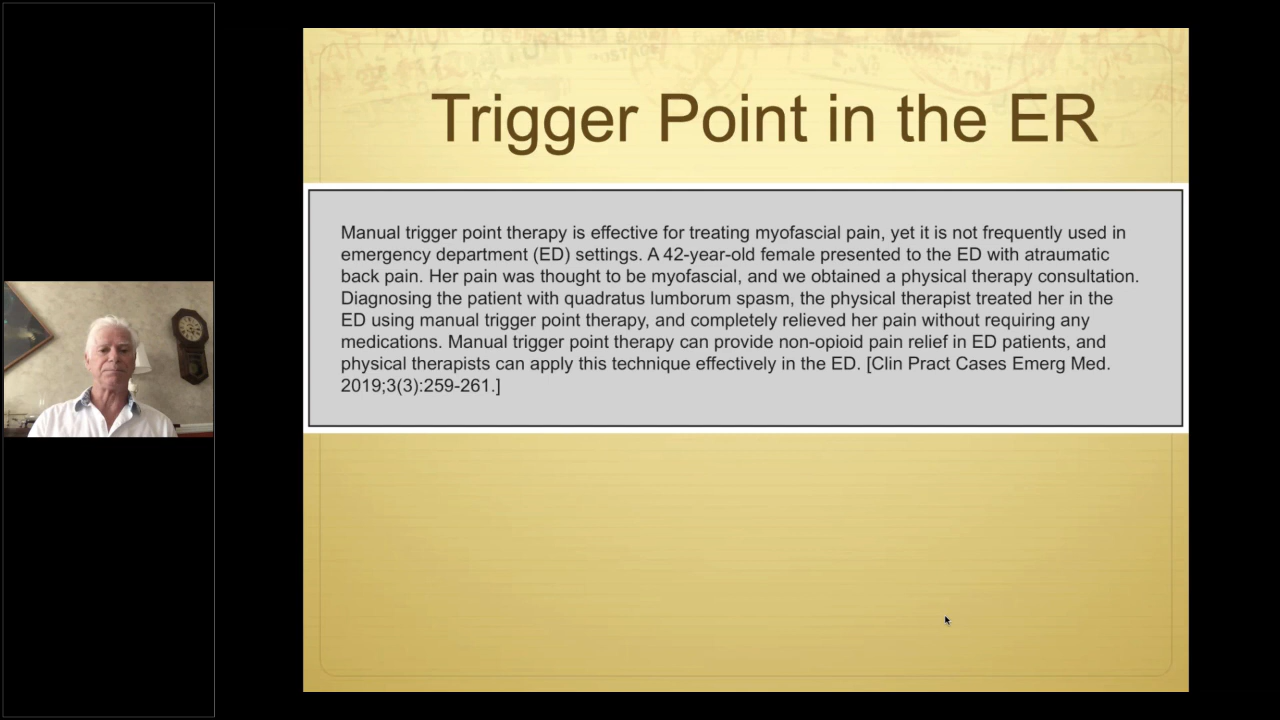 Trigger Point in the ER
Manual trigger point therapy is effective for treating myofascial pain, yet it is not frequently used in
emergency department (ED) settings. A 42-year-old female presented to the ED with atraumatic
back pain. Her pain was thought to be myofascial, and we obtained a physical therapy consultation.
Diagnosing the patient with quadratus lumborum spasm, the physical therapist treated her in the
ED using manual trigger point therapy, and completely relieved her pain without requiring any
medications. Manual trigger point therapy can provide non-opioid pain relief in ED patients, and
physical therapists can apply this technique effectively in the ED. [Clin Pract Cases Emerg Med.
2019;3(3):259-261.]